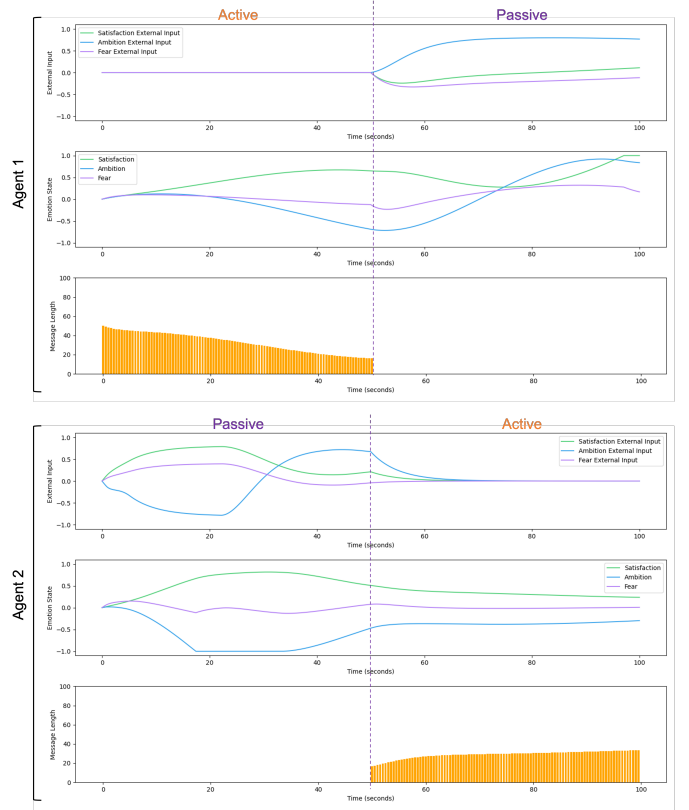 Active Passive
Agent 1
External Input
1.0
0.5
0.0
−0.5
−1.0
Satisfaction External Input
Ambition External Input
Fear External Input
0 20 40 60 80 100
Time (seconds)
Emotion State
1.0
0.5
0.0
−0.5
−1.0
Satisfaction
Ambition
Fear
0 20 40 60 80 100
Time (seconds)
Message Length
100
80
60
40
20
0
0 20 40 60 80 100
Time (seconds)
Passive Active
Agent 2
External Input
1.0
0.5
0.0
−0.5
−1.0
Satisfaction External Input
Ambition External Input
Fear External Input
0 20 40 60 80 100
Time (seconds)
Emotion State
1.0
0.5
0.0
−0.5
−1.0
Satisfaction
Ambition
Fear
0 20 40 60 80 100
Time (seconds)
Message Length
100
80
60
40
20
0
0 20 40 60 80 100
Time (seconds)